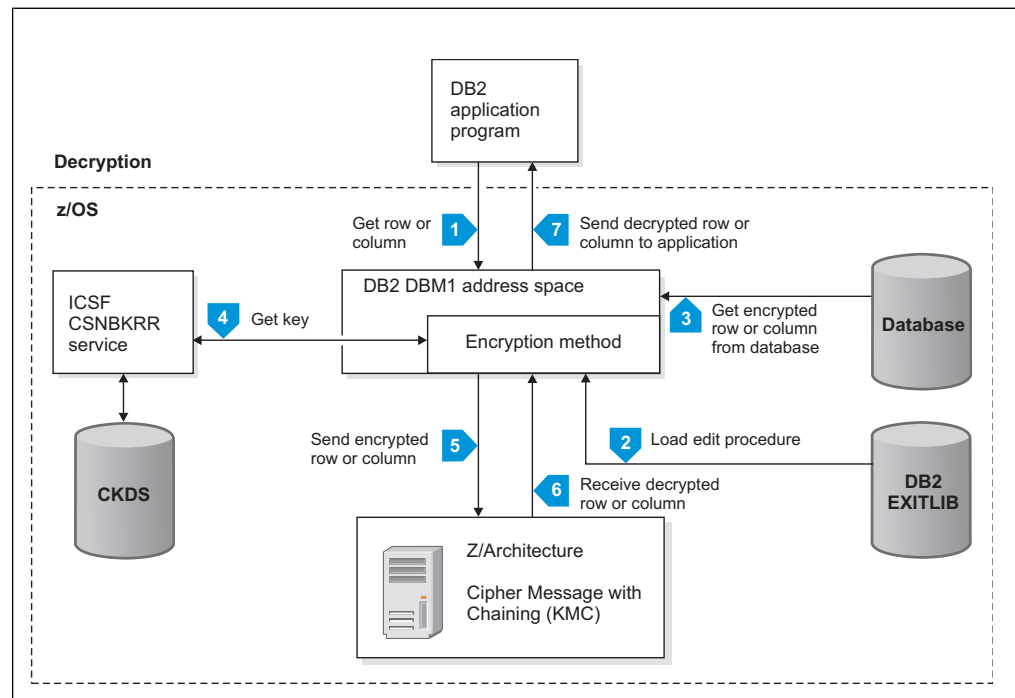 DB2
application
program
Decryption
z/OS
Get row or
column
1
7
Send decrypted row or
column to application
ICSF
CSNBKRR
service
4
Get key
DB2 DBM1 address space
Encryption method
3
Get encrypted
row or column
from database
Database
Send encrypted
row or column
5
2
Load edit procedure
6
Receive decrypted
row or column
CKDS
DB2
EXITLIB
Z/Architecture
Cipher Message with
Chaining (KMC)